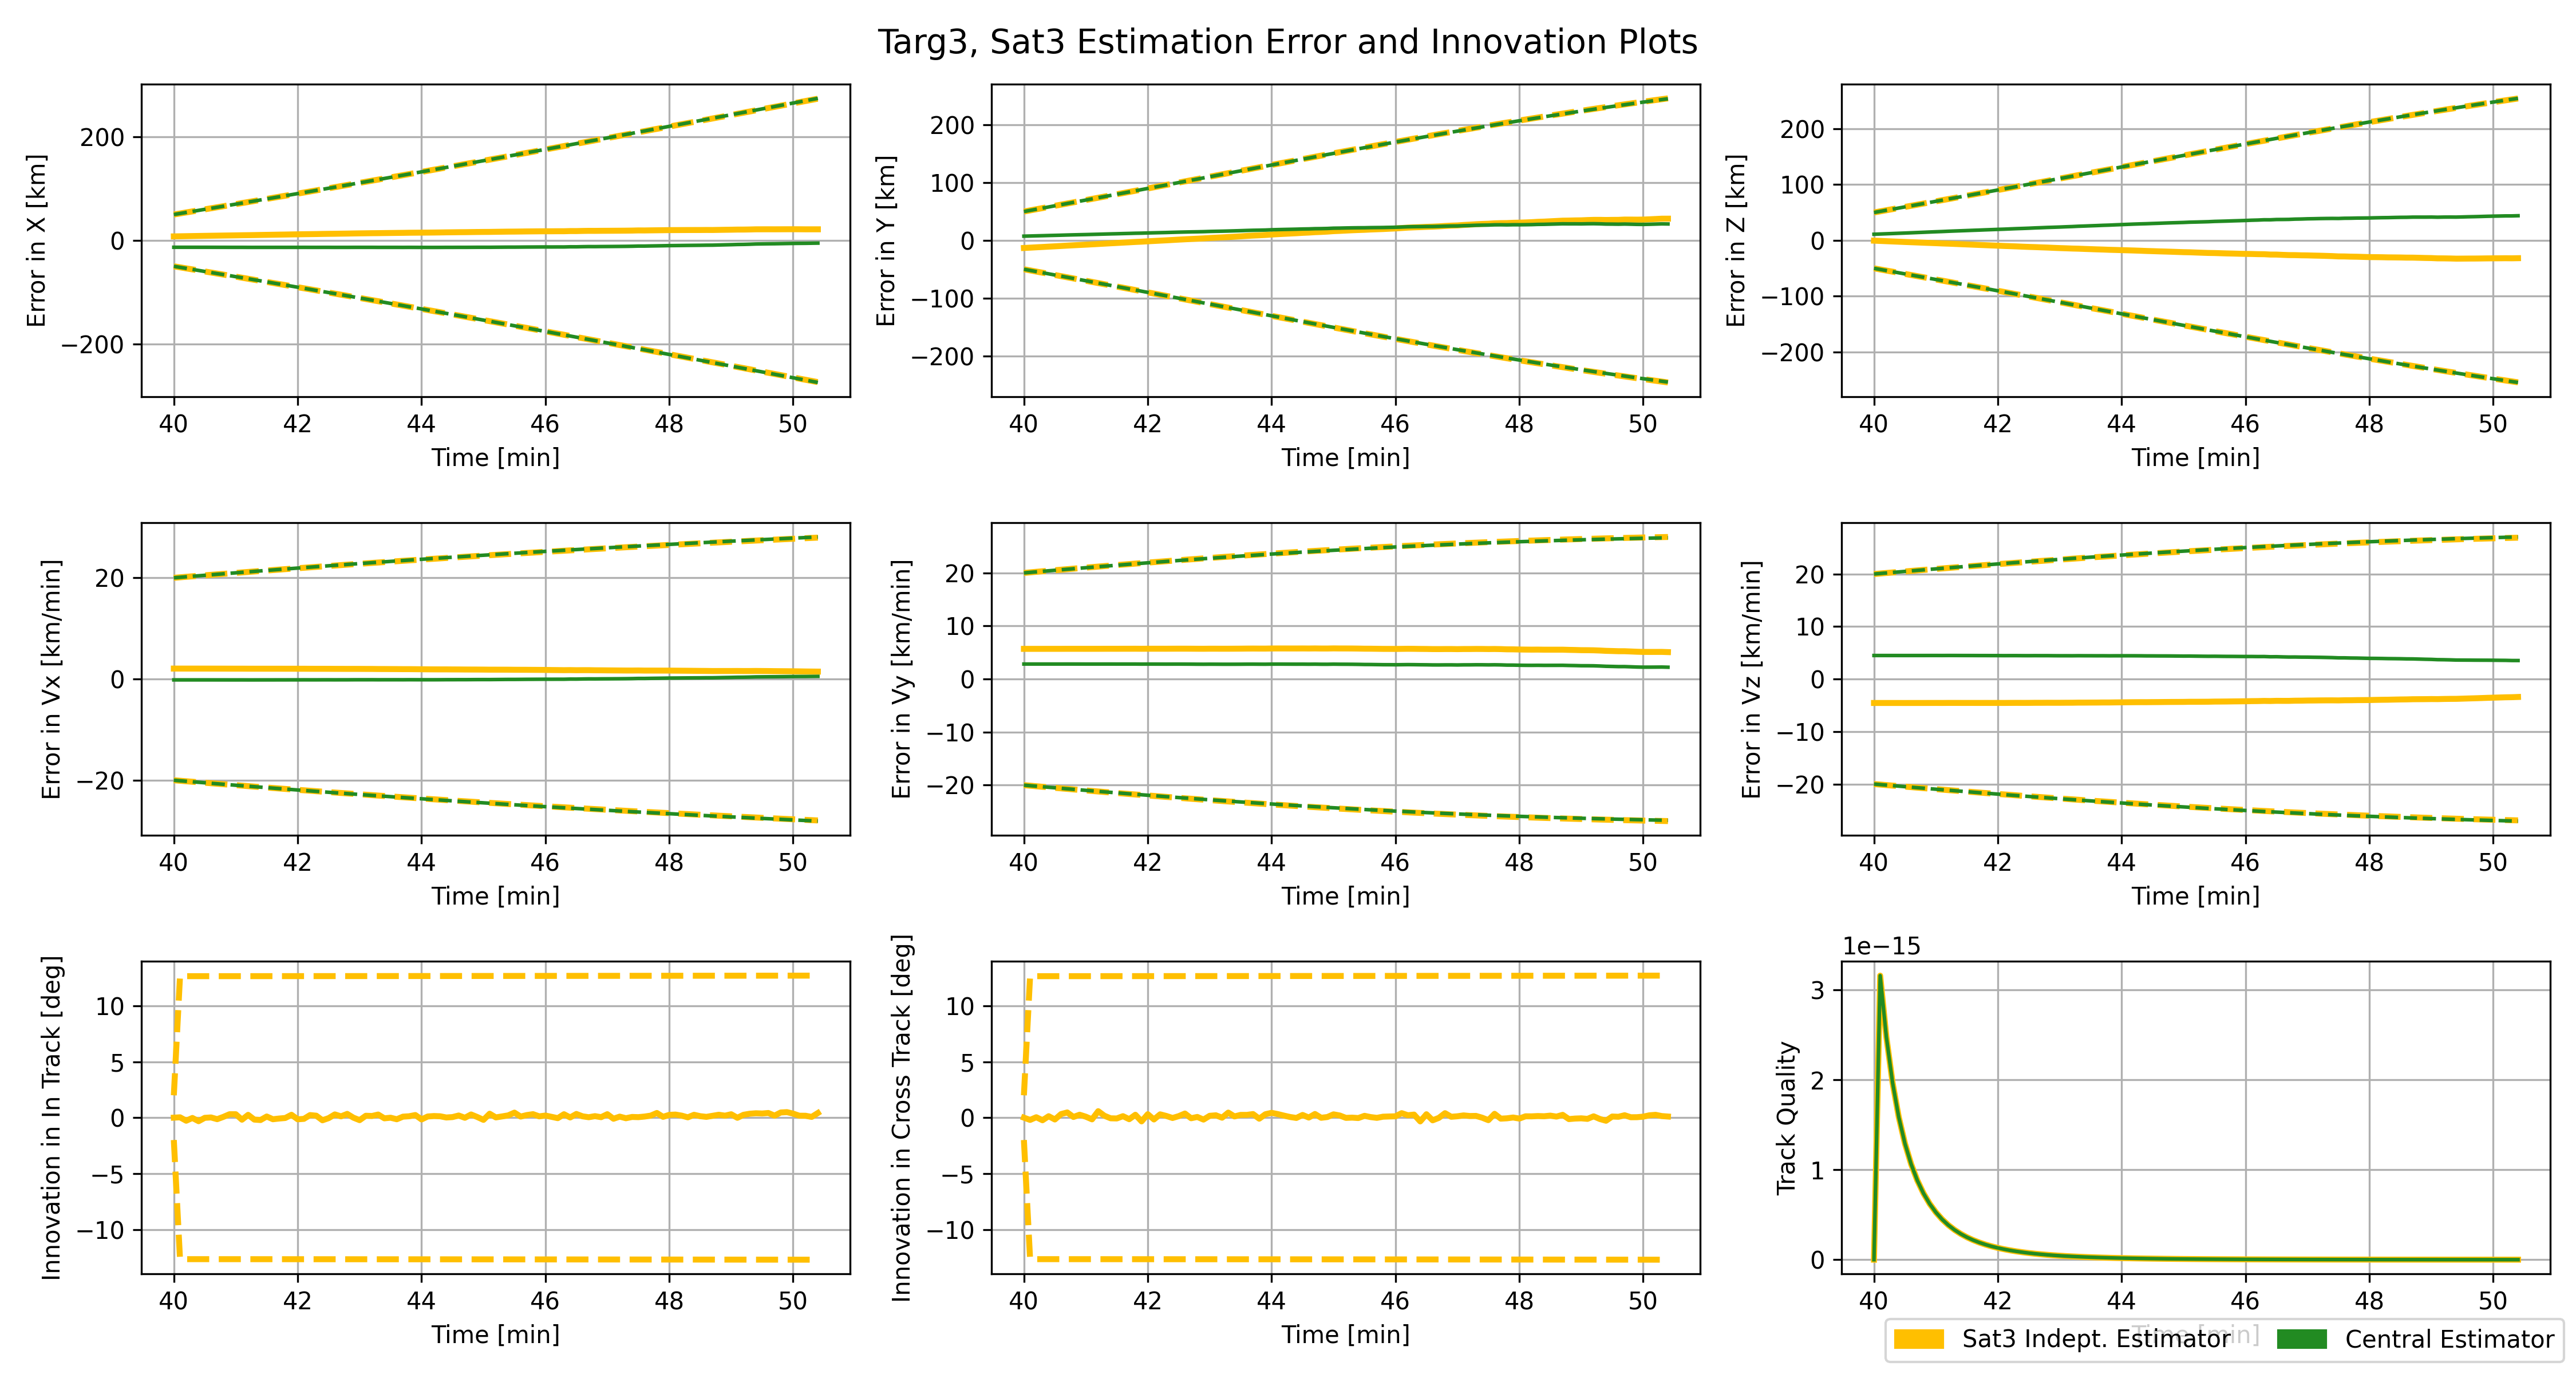 Targ3, Sat3 Estimation Error and Innovation Plots
Error in X [km]
200
0
−200
40 42 44 46 48 50
Time [min]
Error in Y [km]
200
100
0
−100
−200
40 42 44 46 48 50
Time [min]
Error in Z [km]
200
100
0
−100
−200
40 42 44 46 48 50
Time [min]
Error in Vx [km/min]
20
0
−20
40 42 44 46 48 50
Time [min]
Error in Vy [km/min]
20
10
0
−10
−20
40 42 44 46 48 50
Time [min]
Error in Vz [km/min]
20
10
0
−10
−20
40 42 44 46 48 50
Time [min]
Innovation in In Track [deg]
10
5
0
−5
−10
40 42 44 46 48 50
Time [min]
Innovation in Cross Track [deg]
10
5
0
−5
−10
40 42 44 46 48 50
Time [min]
1e−15
Track Quality
3
2
1
0
40 42 44 46 48 50
Time [min]
Sat3 Indept. Estimator Central Estimator